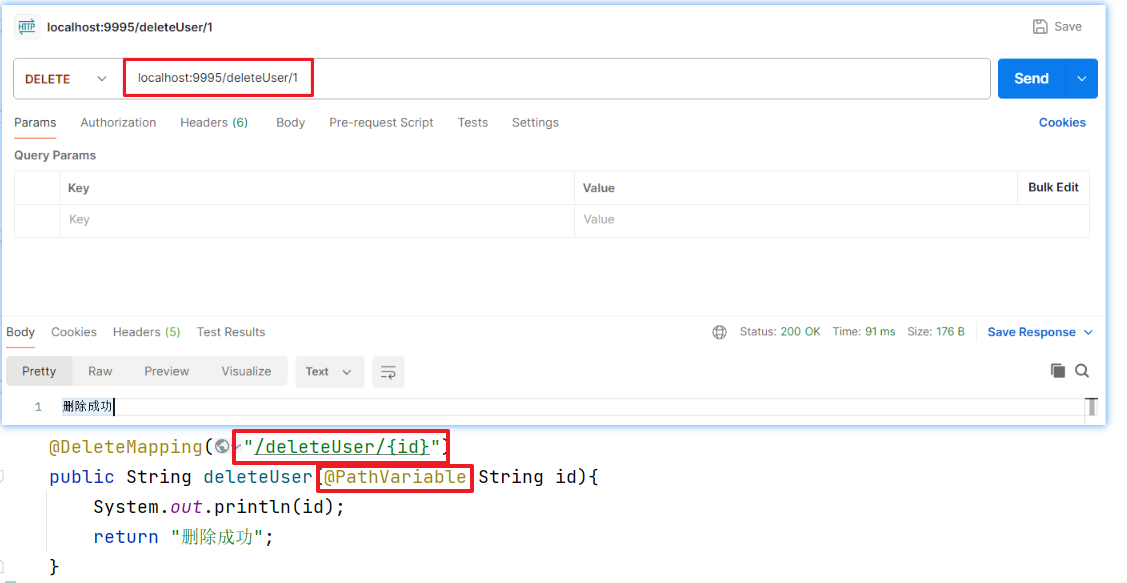 HTTP localhost:9995/deleteUser/1 Save
DELETE localhost:9995/deleteUser/1 Send
Params Authorization Headers (6) Body Pre-request Script Tests Settings Cookies
Query Params
Key Value Bulk Edit
Key Value
Body Cookies Headers (5) Test Results Status: 200 OK Time: 91 ms Size: 176 B Save Response
Pretty Raw Preview Visualize Text
1 删除成功
@DeleteMapping("/deleteUser/{id}")
public String deleteUser(@PathVariable String id){
System.out.println(id);
return "删除成功";
}